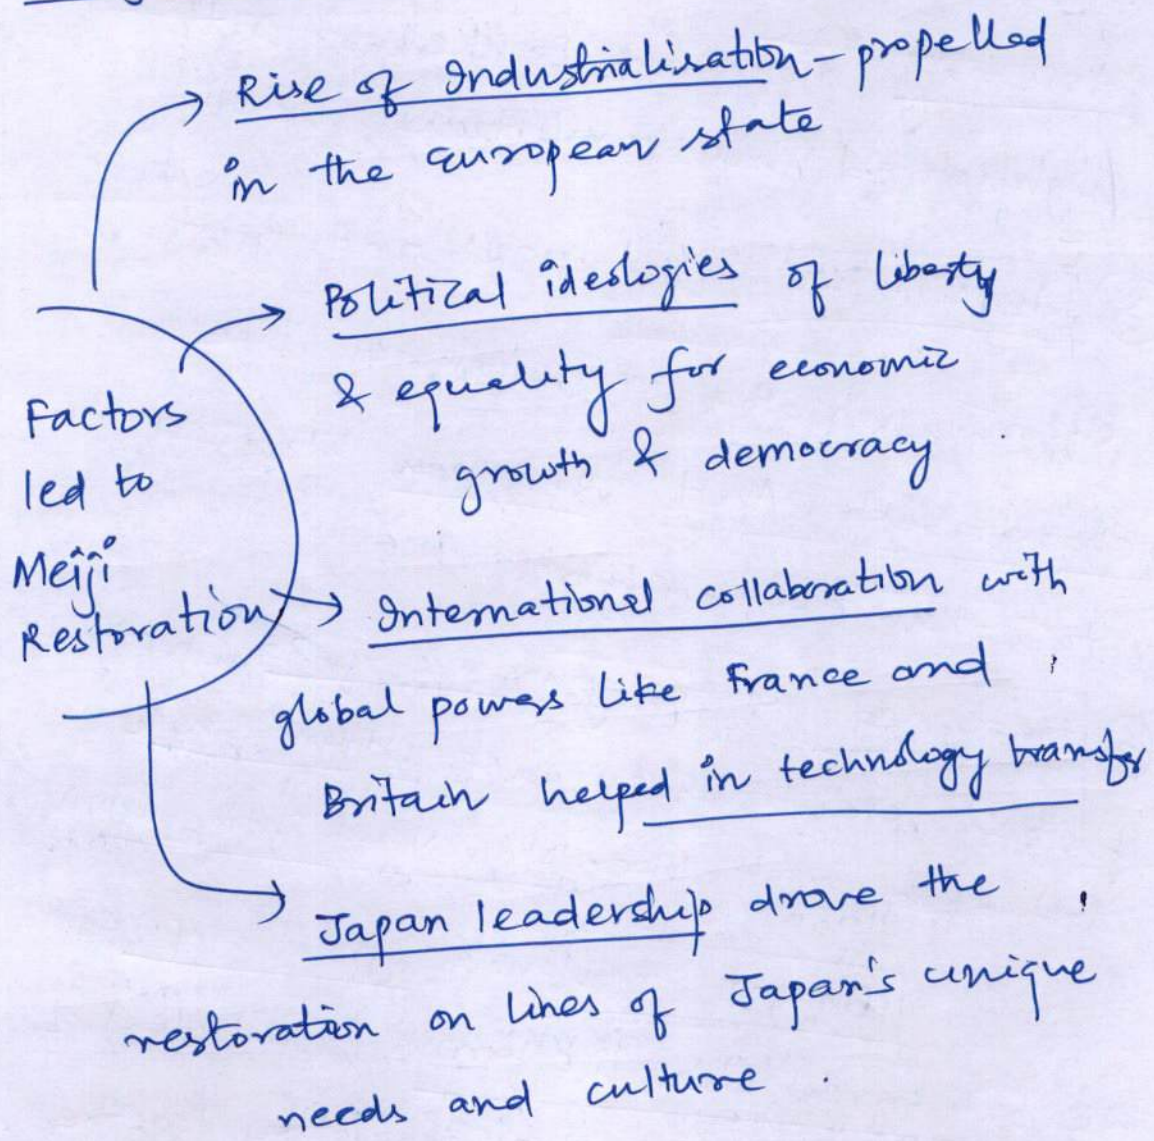 Rise of Industrialisation - propelled
in the European state
Political ideologies of liberty
& equality for economic
growth & democracy
Factors
led to
Meiji
Restoration
International collaboration with
global powers like France and
Britain helped in technology transfer
Japan leadership drove the
restoration on lines of Japan's unique
needs and culture.